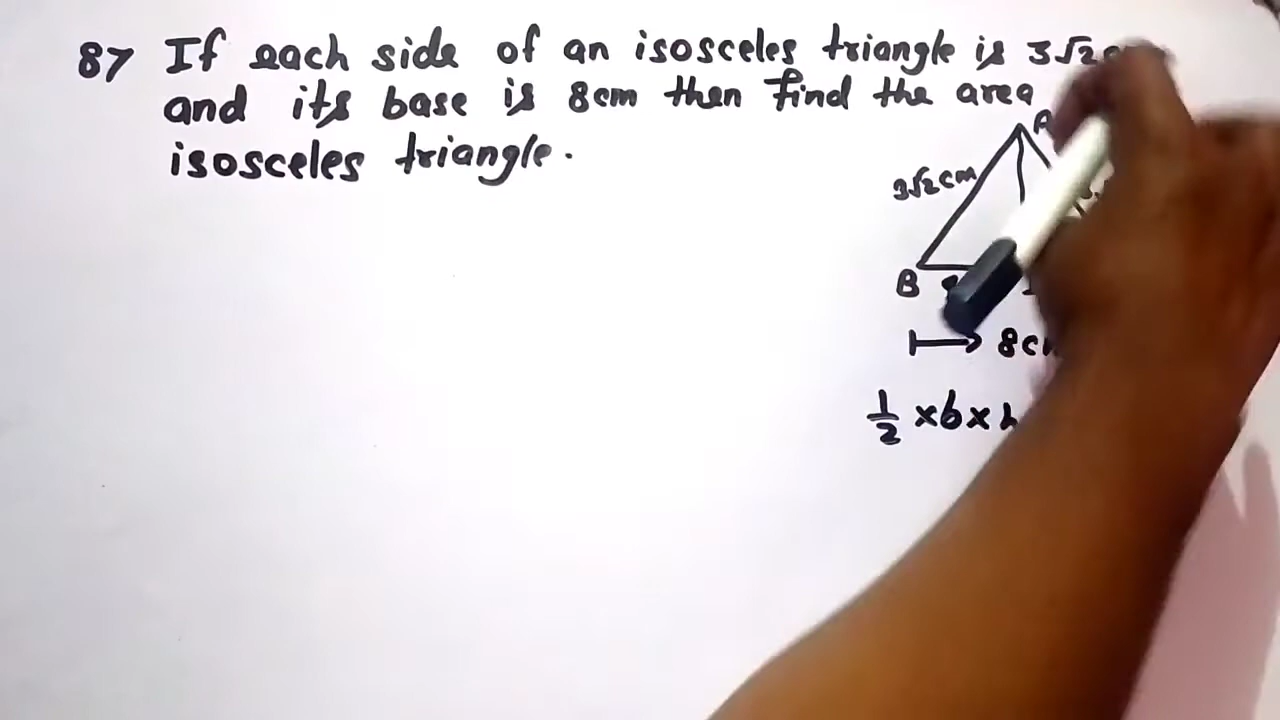 87 If each side of an isosceles triangle is 3√2
and its base is 8cm then find the area
isosceles triangle.
A
3√2cm
B
8c
1/2 ×b×h